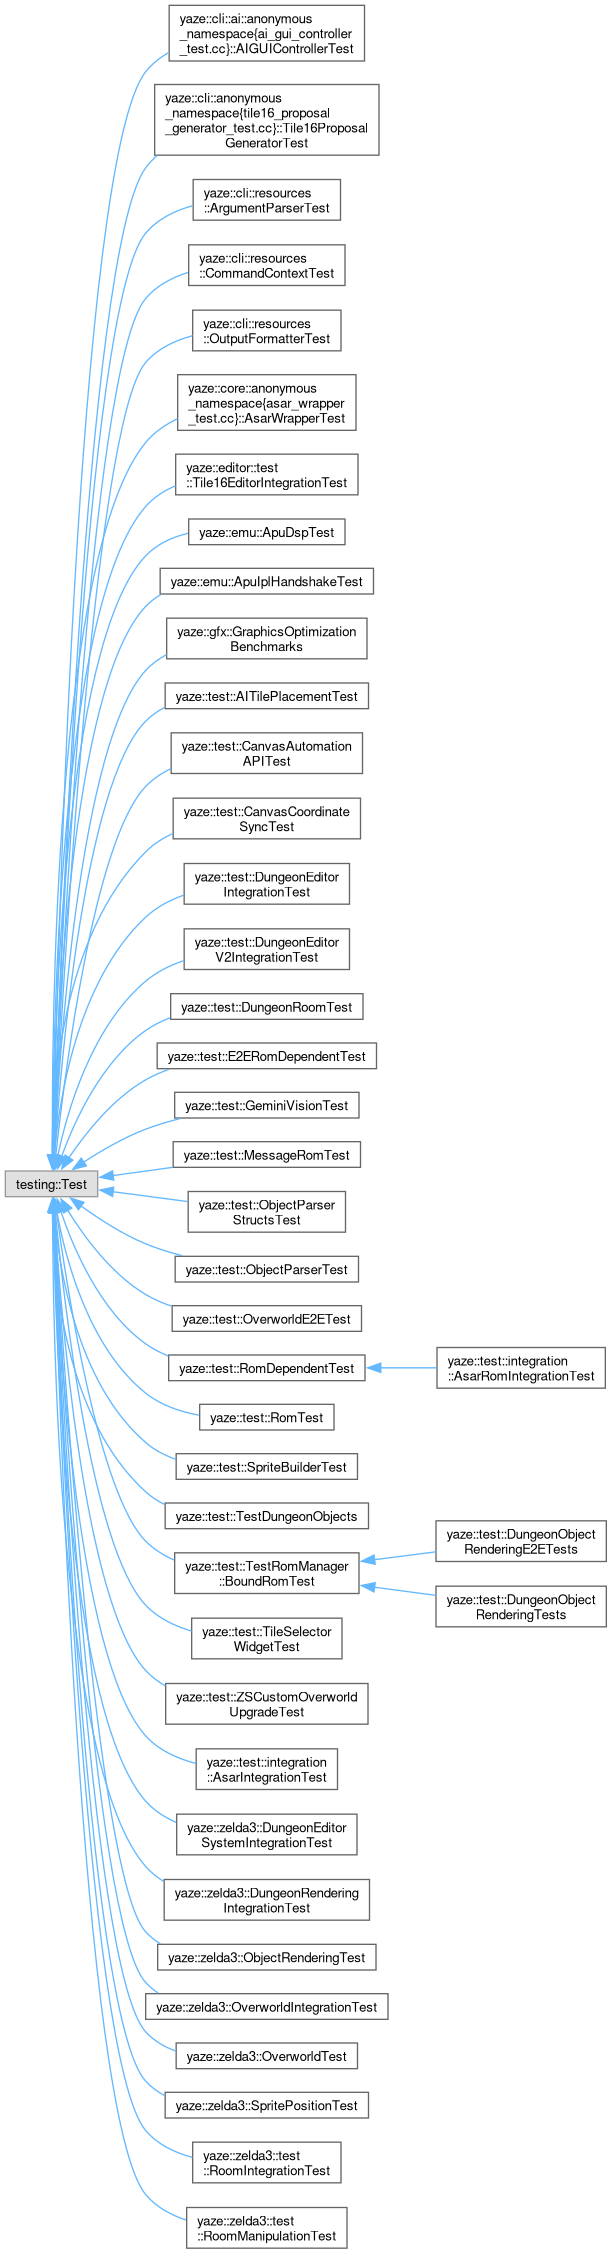 yaze::cli::ai::anonymous
_namespace{ai_gui_controller
_test.cc}::AIGUIControllerTest
yaze::cli::anonymous
_namespace{tile16_proposal
_generator_test.cc}::Tile16Proposal
GeneratorTest
yaze::cli::resources
::ArgumentParserTest
yaze::cli::resources
::CommandContextTest
yaze::cli::resources
::OutputFormatterTest
yaze::core::anonymous
_namespace{asar_wrapper
_test.cc}::AsarWrapperTest
yaze::editor::test
::Tile16EditorIntegrationTest
yaze::emu::ApuDspTest
yaze::emu::ApuIplHandshakeTest
yaze::gfx::GraphicsOptimization
Benchmarks
yaze::test::AITilePlacementTest
yaze::test::CanvasAutomation
APITest
yaze::test::CanvasCoordinate
SyncTest
yaze::test::DungeonEditor
IntegrationTest
yaze::test::DungeonEditor
V2IntegrationTest
yaze::test::DungeonRoomTest
yaze::test::E2ERomDependentTest
yaze::test::GeminiVisionTest
yaze::test::MessageRomTest
testing::Test
yaze::test::ObjectParser
StructsTest
yaze::test::ObjectParserTest
yaze::test::OverworldE2ETest
yaze::test::RomDependentTest
yaze::test::integration
::AsarRomIntegrationTest
yaze::test::RomTest
yaze::test::SpriteBuilderTest
yaze::test::TestDungeonObjects
yaze::test::TestRomManager
::BoundRomTest
yaze::test::DungeonObject
RenderingE2ETests
yaze::test::DungeonObject
RenderingTests
yaze::test::TileSelector
WidgetTest
yaze::test::ZSCustomOverworld
UpgradeTest
yaze::test::integration
::AsarIntegrationTest
yaze::zelda3::DungeonEditor
SystemIntegrationTest
yaze::zelda3::DungeonRendering
IntegrationTest
yaze::zelda3::ObjectRenderingTest
yaze::zelda3::OverworldIntegrationTest
yaze::zelda3::OverworldTest
yaze::zelda3::SpritePositionTest
yaze::zelda3::test
::RoomIntegrationTest
yaze::zelda3::test
::RoomManipulationTest